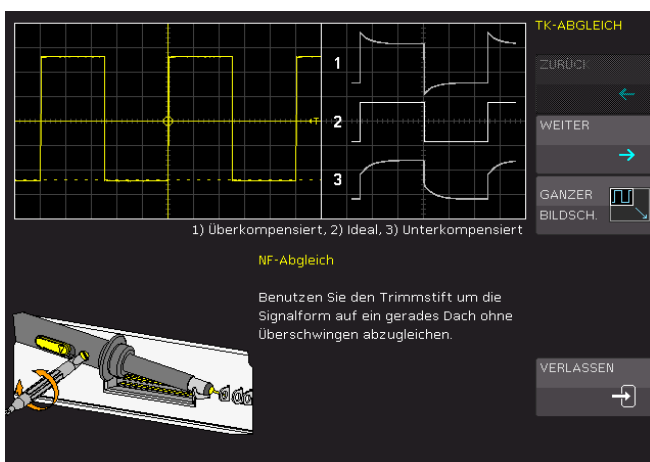 TK-ABGLEICH
ZURÜCK
WEITER
GANZER
BILDSCH.
1
2
3
T
1) Überkompensiert, 2) Ideal, 3) Unterkompensiert
NF-Abgleich
Benutzen Sie den Trimmstift um die
Signalform auf ein gerades Dach ohne
Überschwingen abzugleichen.
VERLASSEN